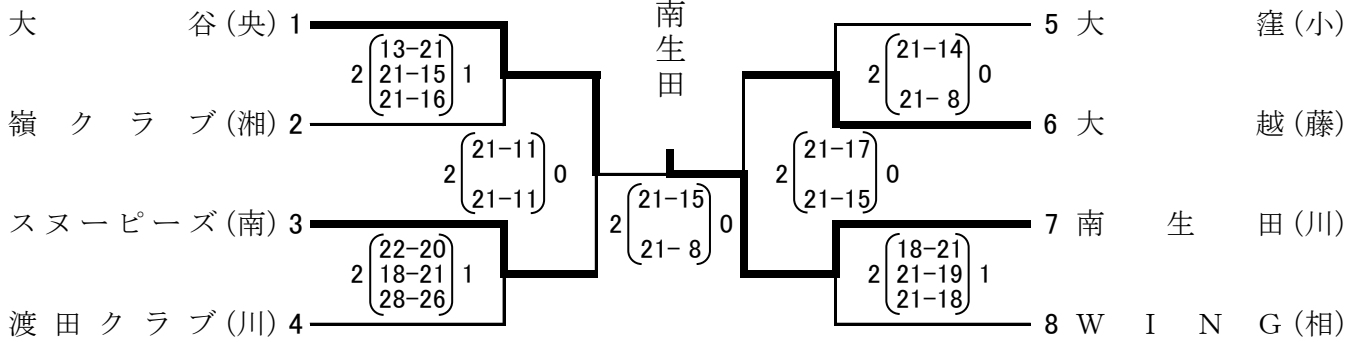 南生田
大谷(央) 1
2 13-21 21-15 21-16 1
嶺クラブ(湘) 2
2 21-11 21-11 0
スヌーピーズ(南) 3
2 22-20 18-21 28-26 1
渡田クラブ(川) 4
2 21-15 21- 8 0
5 大窪(小)
2 21-14 21- 8 0
6 大越(藤)
2 21-17 21-15 0
7 南生田(川)
2 18-21 21-19 21-18 1
8 WING(相)